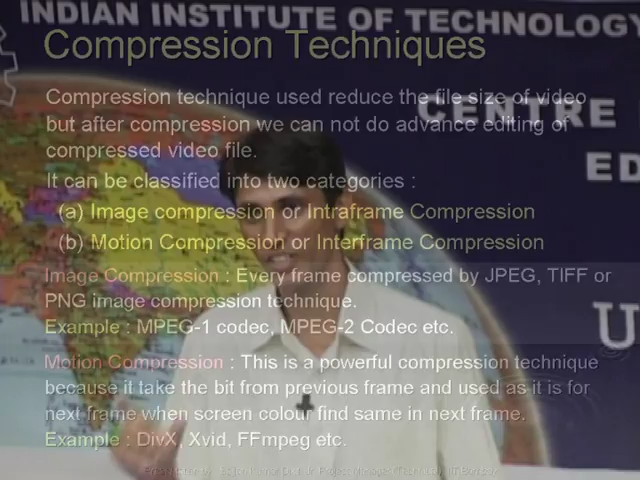 INDIAN INSTITUTE OF TECHNOLOGY
Compression Techniques
Compression technique used reduce the file size of video
CENTRE
but after compression we can not do advance editing of
compressed video file.
ED
It can be classified into two categories :
(a) Image compression or Intraframe Compression
(b) Motion Compression or Interframe Compression
Image Compression : Every frame compressed by JPEG, TIFF or
PNG image compression technique.
Example : MPEG-1 codec, MPEG-2 Codec etc.
U
Motion Compression : This is a powerful compression technique
because it take the bit from previous frame and used as it is for
next frame when screen colour find same in next frame.
Example : DivX, Xvid, FFmpeg etc.